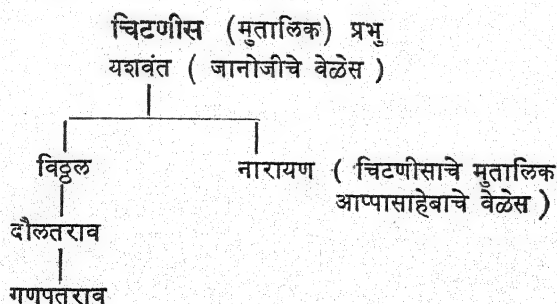 चिटणीस (मुतालिक) प्रभु
यशवंत ( जानोजीचे वेळेस )
विठ्ठल नारायण ( चिटणीसाचे मुतालिक
आप्पासाहेबाचे वेळेस )
दौलतराव
गणपतराव